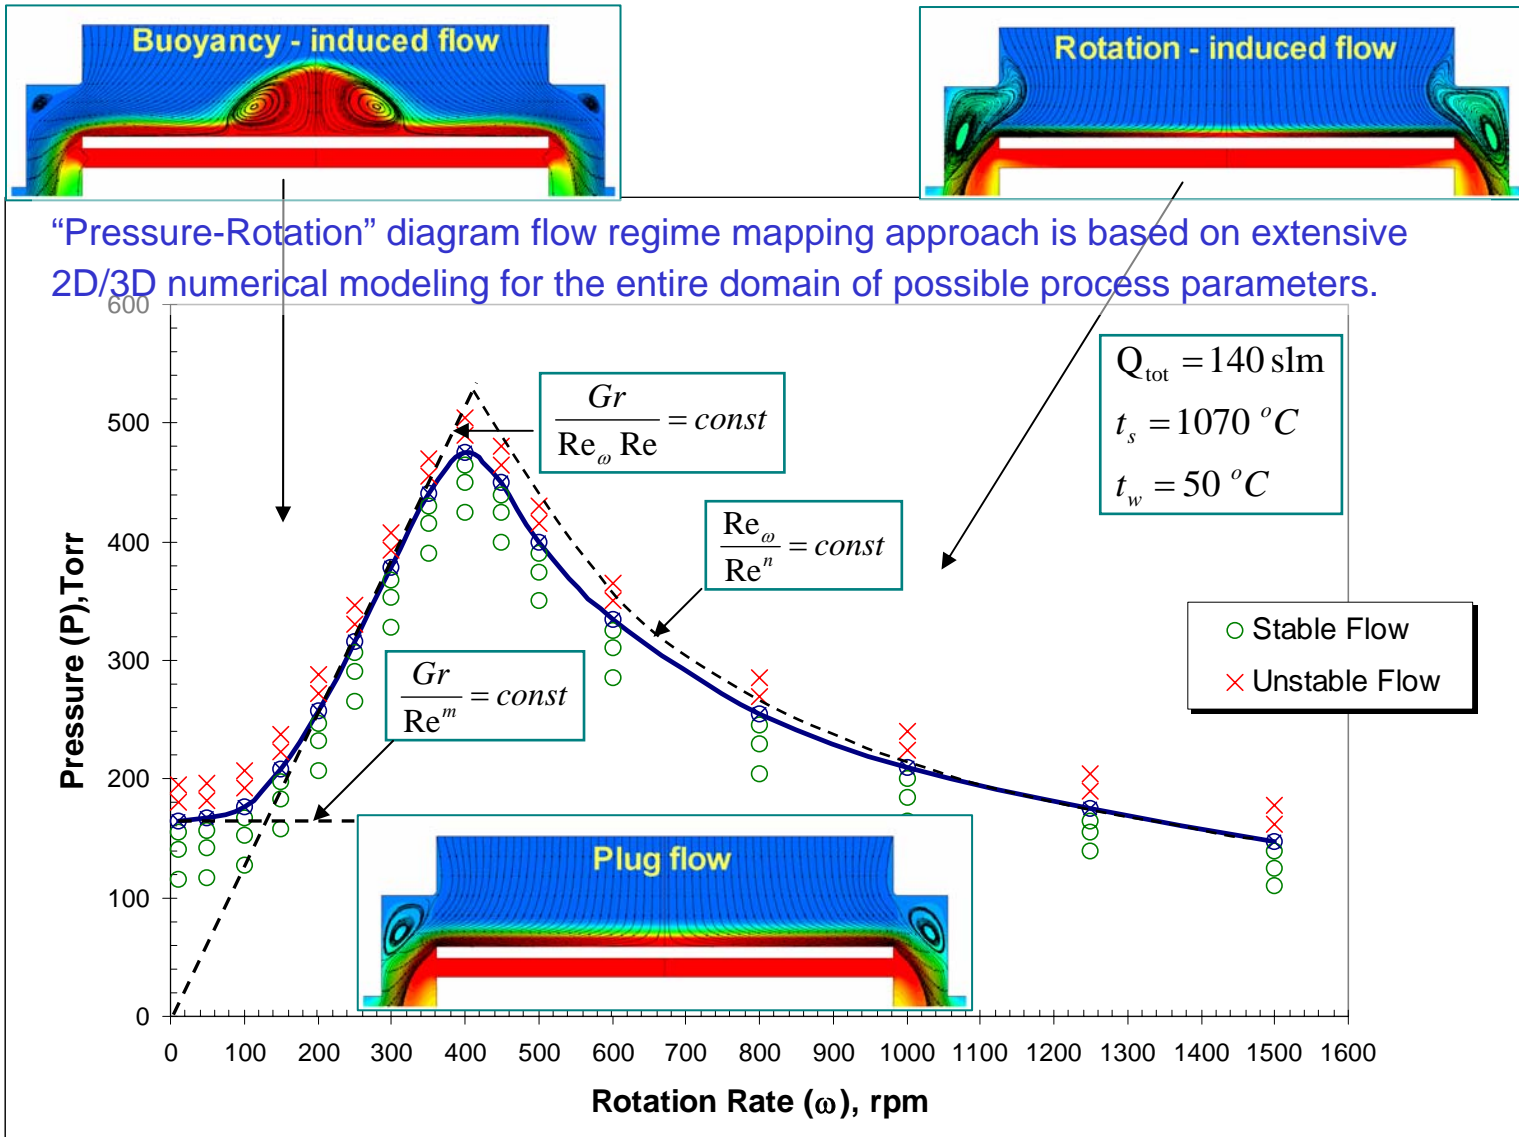 Buoyancy - induced flow
Rotation - induced flow
“Pressure-Rotation” diagram flow regime mapping approach is based on extensive
2D/3D numerical modeling for the entire domain of possible process parameters.
Q_tot = 140 slm
t_s = 1070 °C
t_w = 50 °C
Gr / Re_ω Re = const
Re_ω / Re^n = const
Gr / Re^m = const
Stable Flow
Unstable Flow
Plug flow
Pressure (P),Torr
600
500
400
300
200
100
0
0 100 200 300 400 500 600 700 800 900 1000 1100 1200 1300 1400 1500 1600
Rotation Rate (ω), rpm